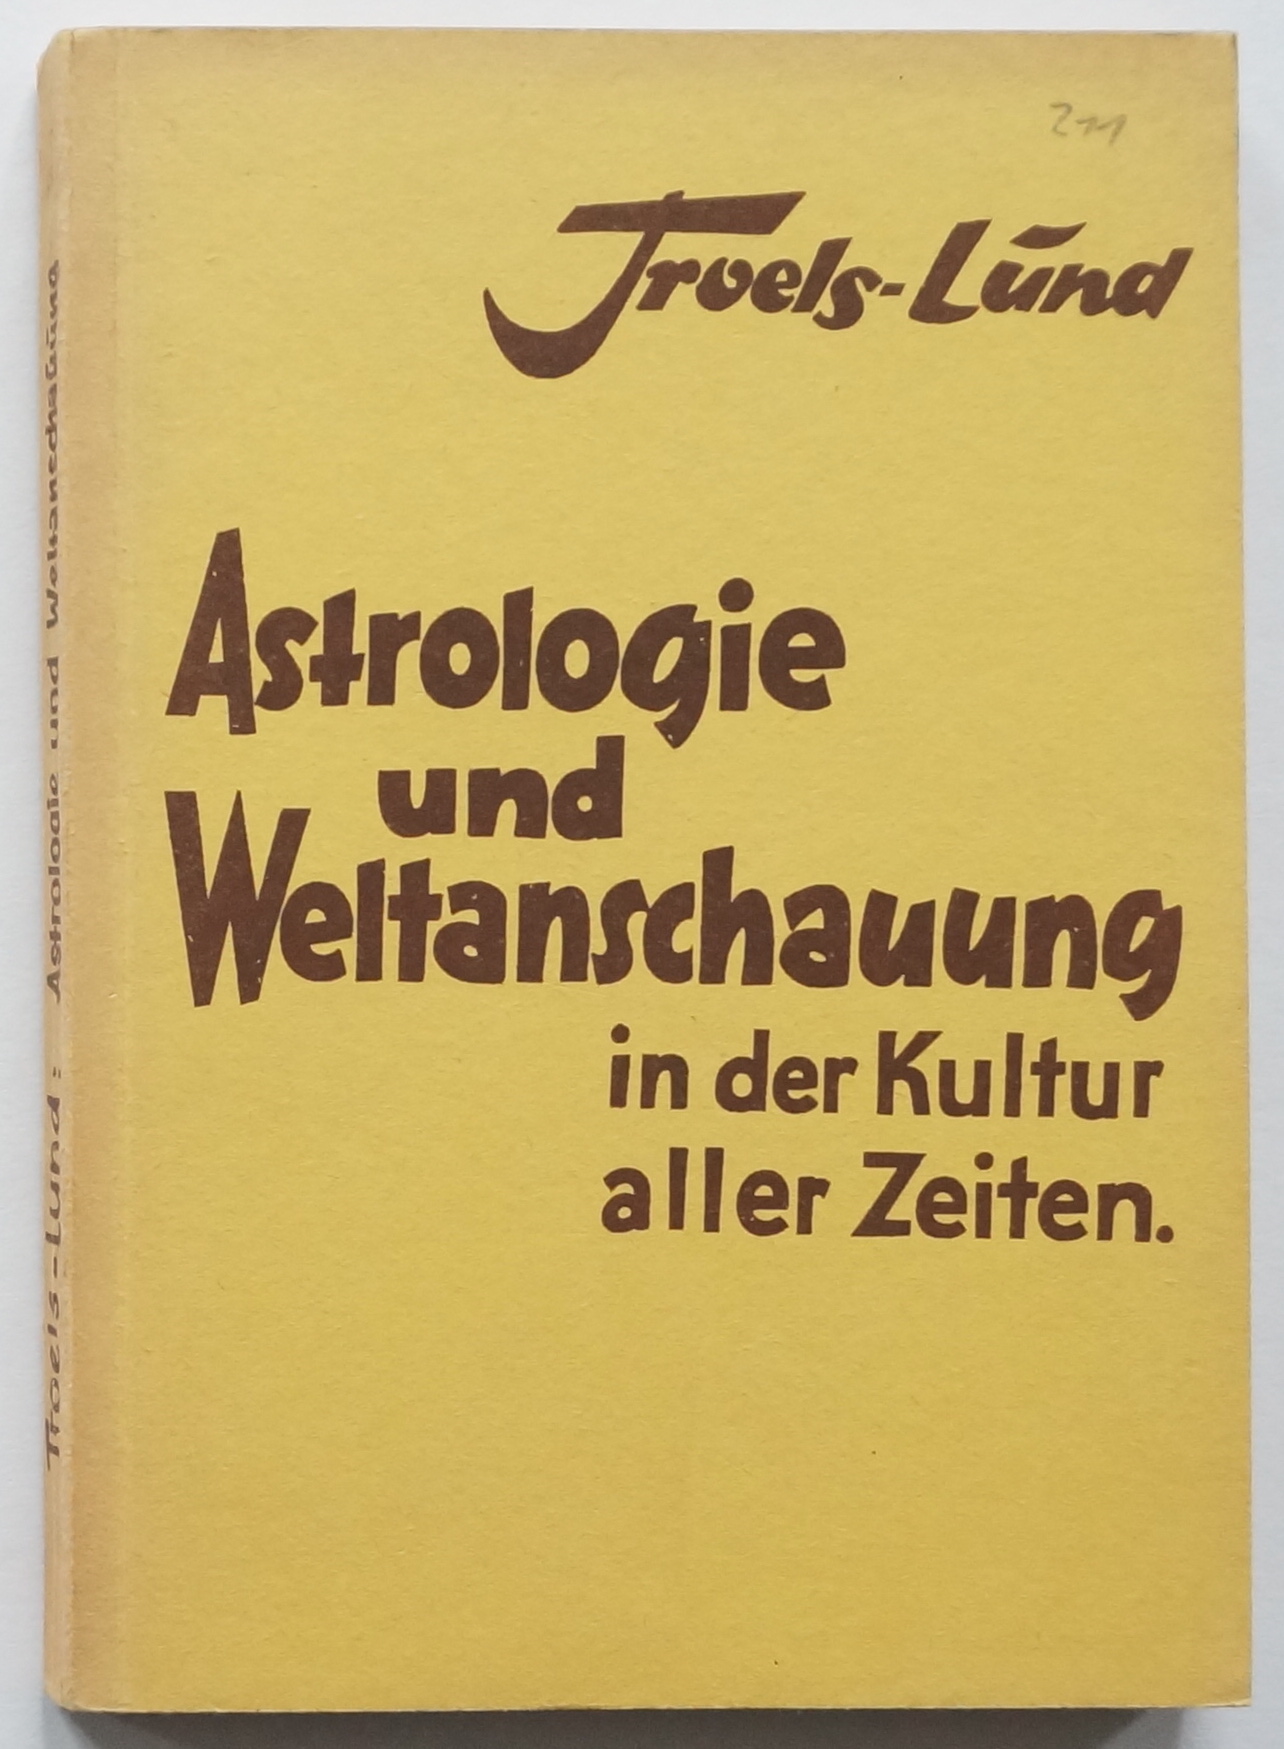 Troels-Lund
Astrologie
und
Weltanschauung
in der Kultur
aller Zeiten.
Troels-Lund: Astrologie und Weltanschauung